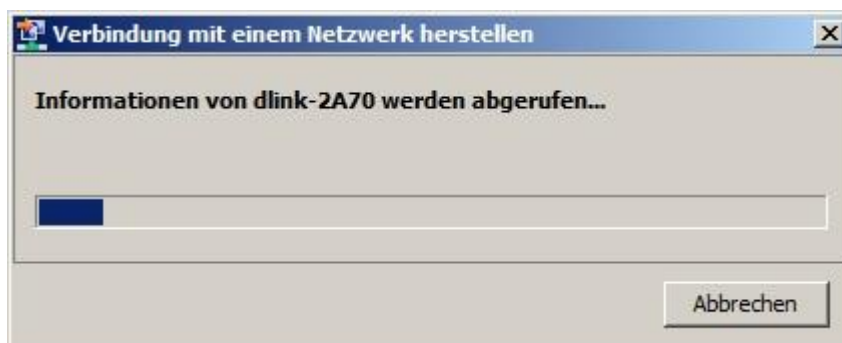 Verbindung mit einem Netzwerk herstellen
Informationen von dlink-2A70 werden abgerufen...
Abbrechen